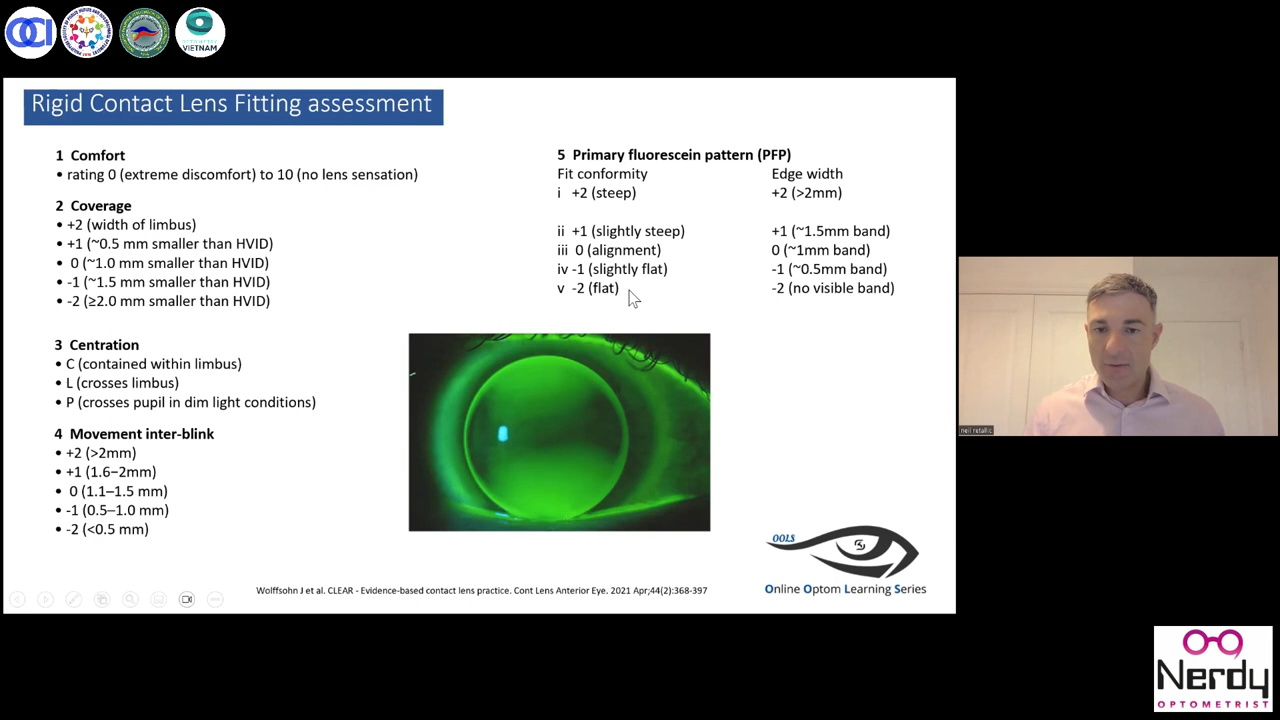 OCI
OPTOMETRY
VIETNAM
Rigid Contact Lens Fitting assessment
1 Comfort
• rating 0 (extreme discomfort) to 10 (no lens sensation)
2 Coverage
• +2 (width of limbus)
• +1 (~0.5 mm smaller than HVID)
• 0 (~1.0 mm smaller than HVID)
• -1 (~1.5 mm smaller than HVID)
• -2 (≥2.0 mm smaller than HVID)
3 Centration
• C (contained within limbus)
• L (crosses limbus)
• P (crosses pupil in dim light conditions)
4 Movement inter-blink
• +2 (>2mm)
• +1 (1.6–2mm)
• 0 (1.1–1.5 mm)
• -1 (0.5–1.0 mm)
• -2 (<0.5 mm)
5 Primary fluorescein pattern (PFP)
Fit conformity Edge width
i +2 (steep) +2 (>2mm)
ii +1 (slightly steep) +1 (~1.5mm band)
iii 0 (alignment) 0 (~1mm band)
iv -1 (slightly flat) -1 (~0.5mm band)
v -2 (flat) -2 (no visible band)
OOLS
Online Optom Learning Series
Wolffsohn J et al. CLEAR - Evidence-based contact lens practice. Cont Lens Anterior Eye. 2021 Apr;44(2):368-397
neil retallic
Nerdy
OPTOMETRIST